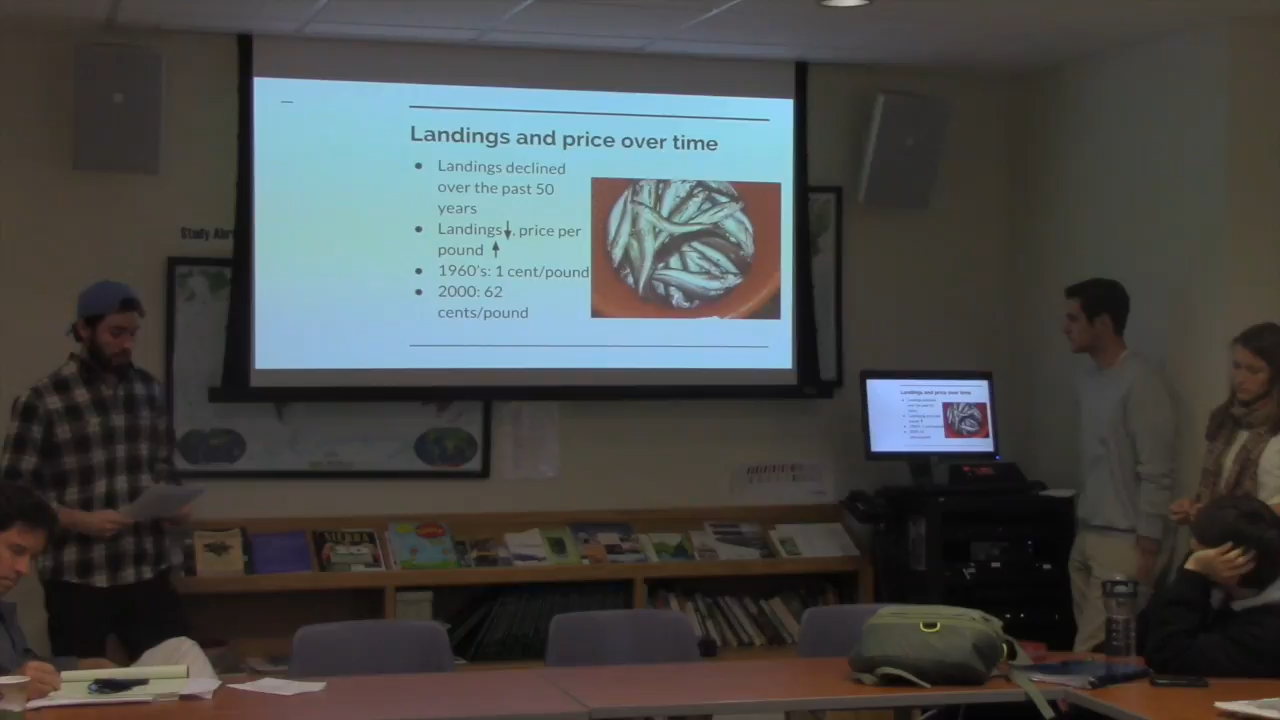 Landings and price over time
● Landings declined
over the past 50
years
● Landings↓, price per
pound ↑
● 1960's: 1 cent/pound
● 2000: 62
cents/pound
Study Abr
Landings and price over time